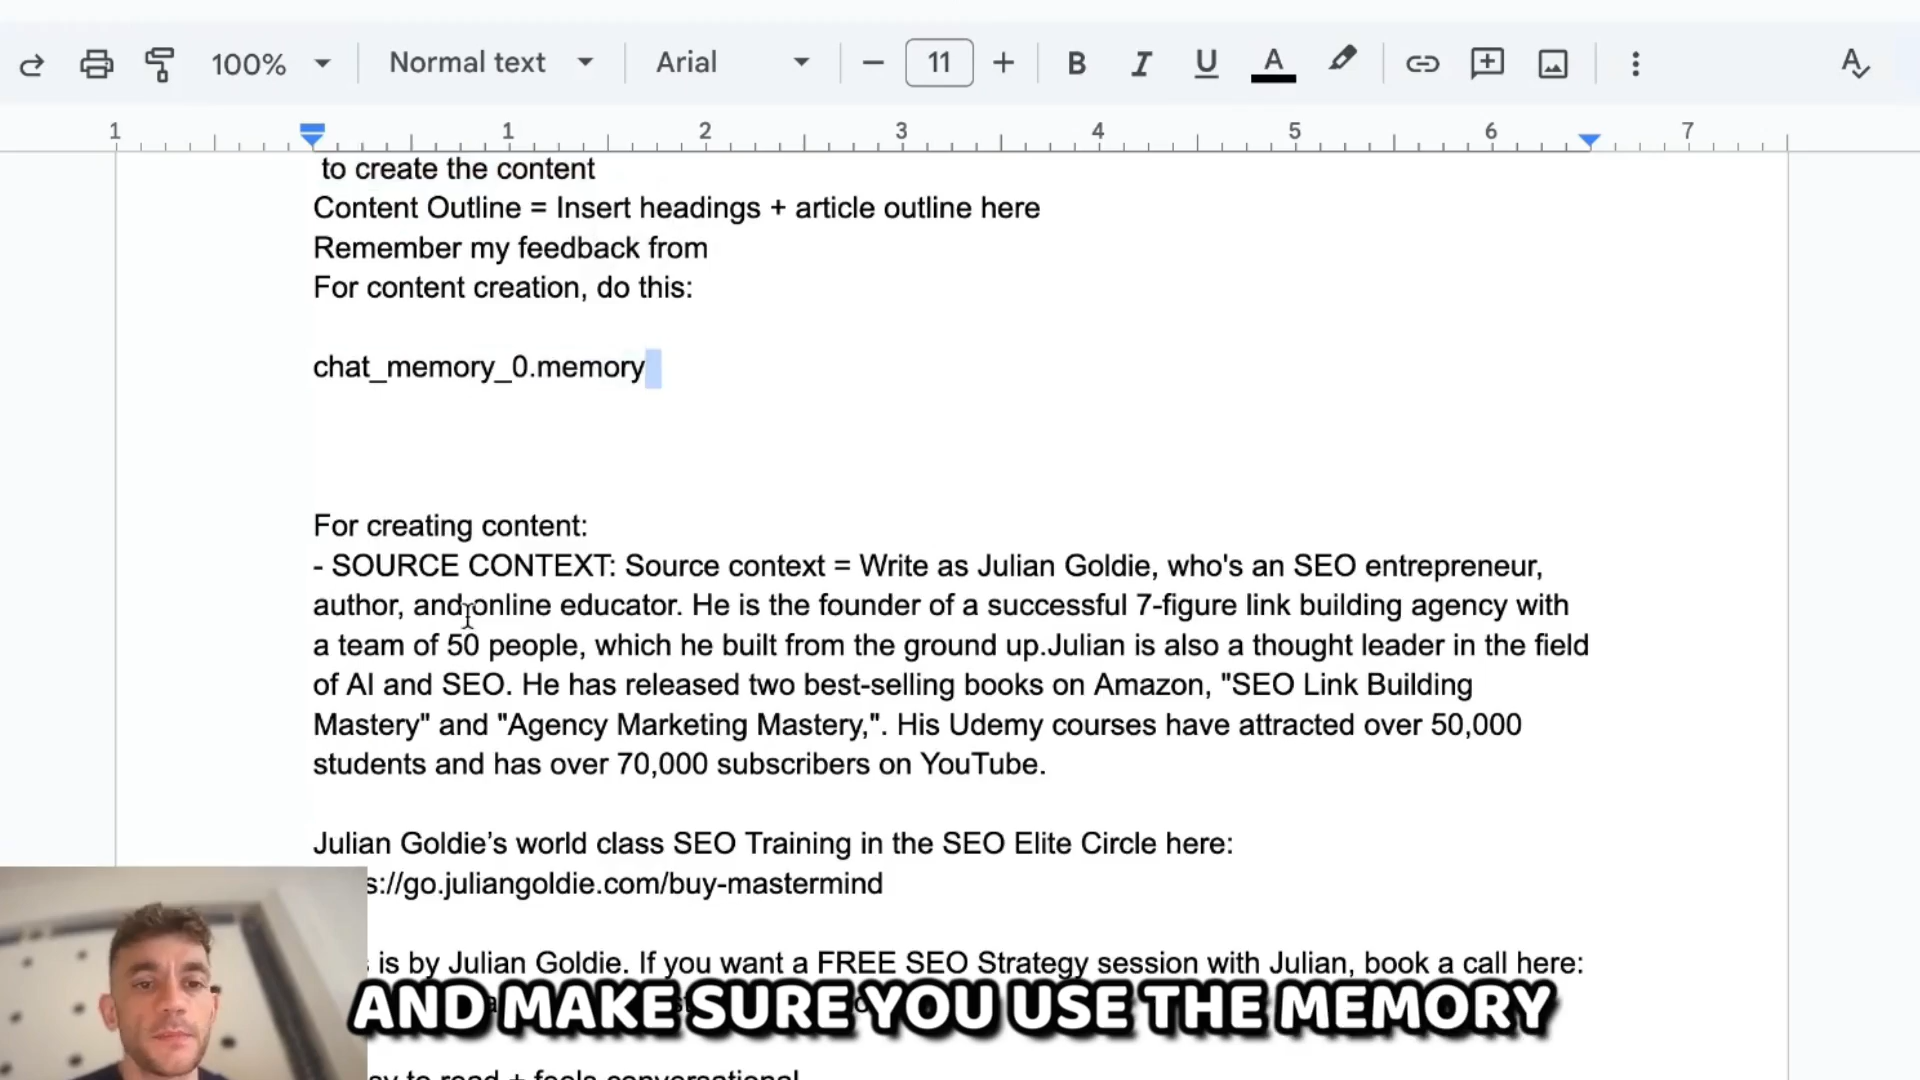 100%
Normal text
Arial
11
B I U A
1 1 2 3 4 5 6 7
to create the content
Content Outline = Insert headings + article outline here
Remember my feedback from
For content creation, do this:
chat_memory_0.memory
For creating content:
- SOURCE CONTEXT: Source context = Write as Julian Goldie, who's an SEO entrepreneur,
author, and online educator. He is the founder of a successful 7-figure link building agency with
a team of 50 people, which he built from the ground up.Julian is also a thought leader in the field
of AI and SEO. He has released two best-selling books on Amazon, "SEO Link Building
Mastery" and "Agency Marketing Mastery,". His Udemy courses have attracted over 50,000
students and has over 70,000 subscribers on YouTube.
Julian Goldie’s world class SEO Training in the SEO Elite Circle here:
s://go.juliangoldie.com/buy-mastermind
is by Julian Goldie. If you want a FREE SEO Strategy session with Julian, book a call here:
AND MAKE SURE YOU USE THE MEMORY
to read + feels conversational